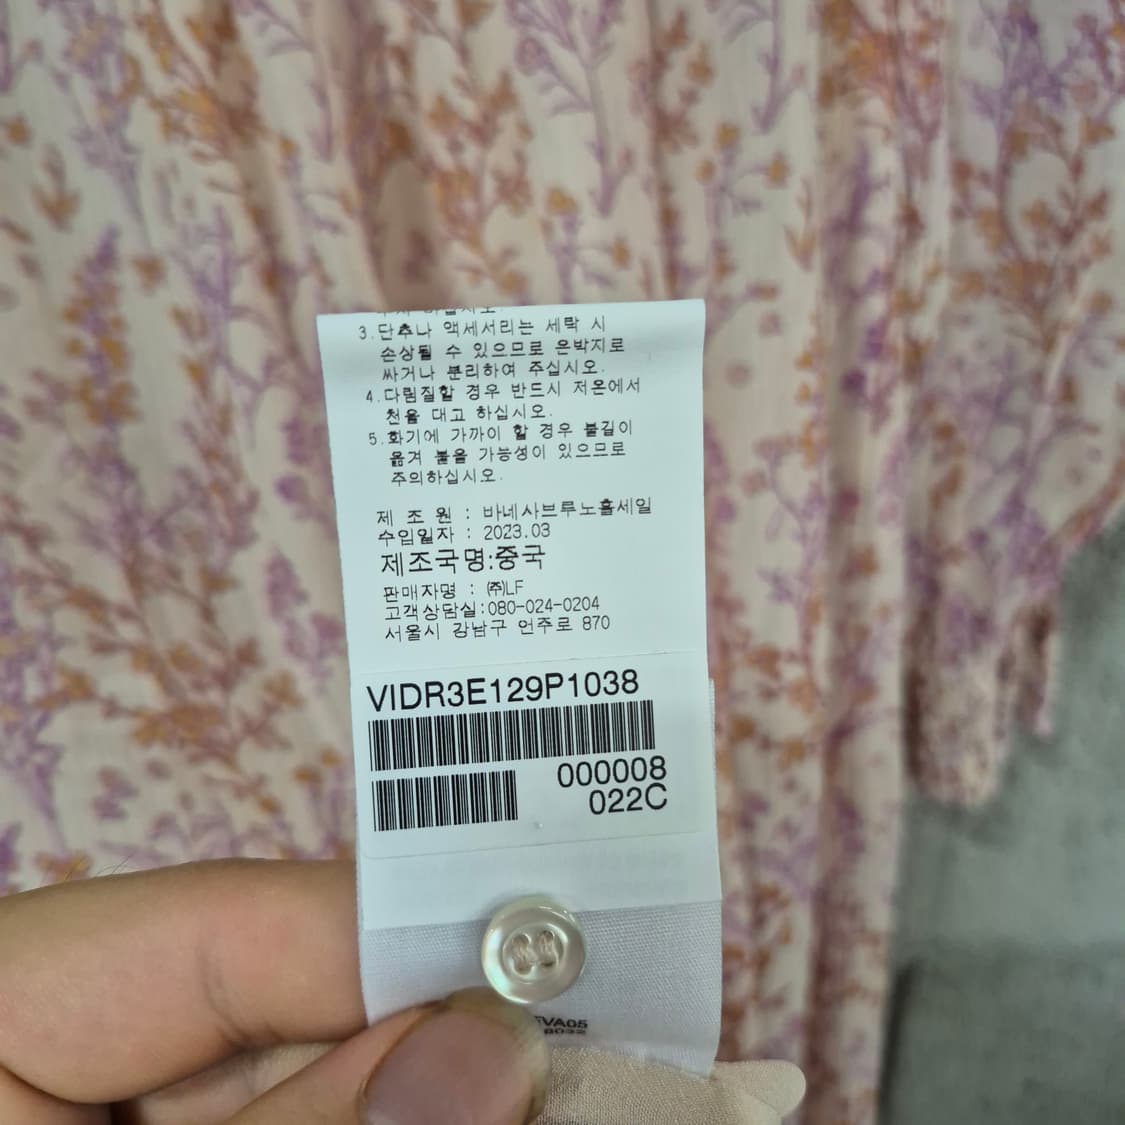 3.단추나 액세서리는 세탁 시
손상될 수 있으므로 은박지로
싸거나 분리하여 주십시오.
4.다림질할 경우 반드시 저온에서
천을 대고 하십시오.
5.화기에 가까이 할 경우 불길이
옮겨 붙을 가능성이 있으므로
주의하십시오.
제 조 원 : 바네사브루노홀세일
수입일자 : 2023.03
제조국명:중국
판매자명 : ㈜LF
고객상담실:080-024-0204
서울시 강남구 언주로 870
VIDR3E129P1038
000008
022C